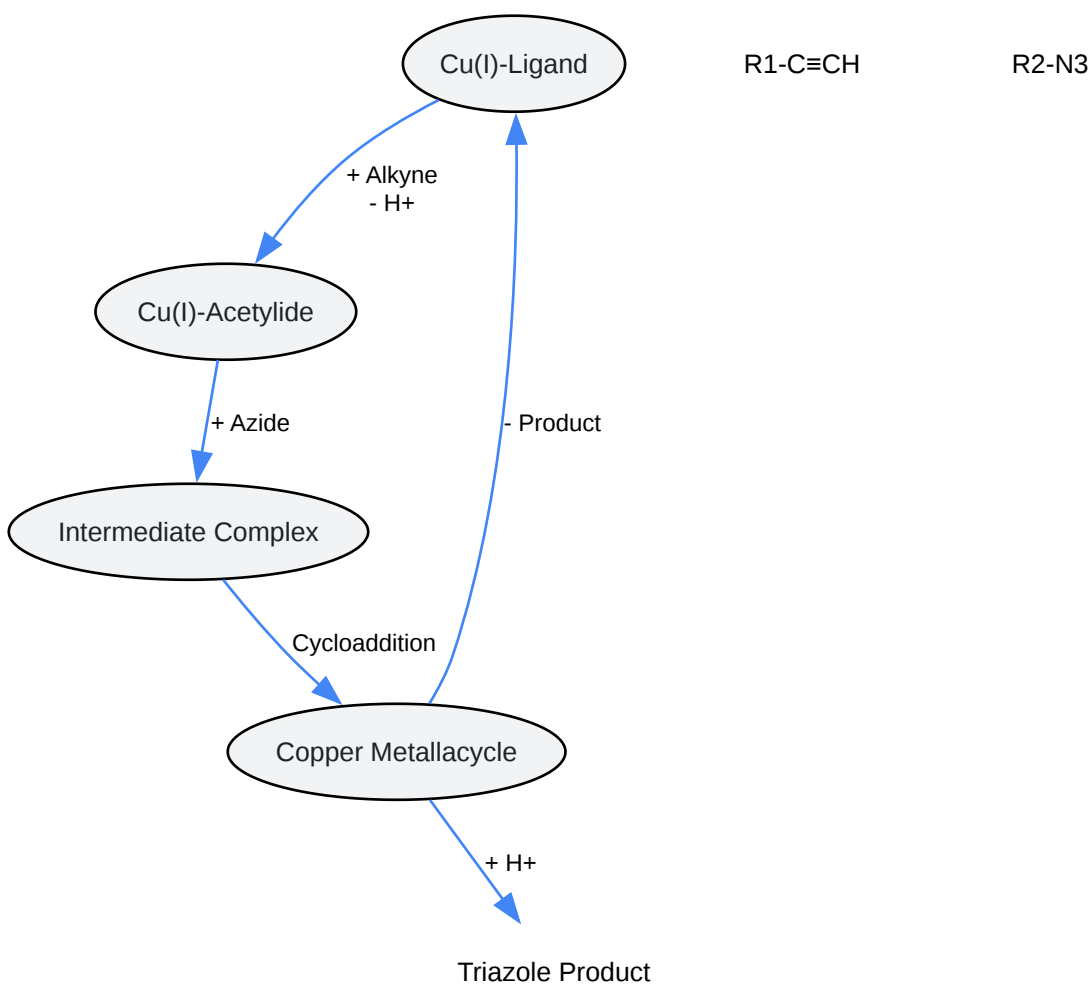 Cu(I)-Ligand
R1-C≡CH
R2-N3
+ Alkyne
- H+
Cu(I)-Acetylide
+ Azide
- Product
Intermediate Complex
Cycloaddition
Copper Metallacycle
+ H+
Triazole Product